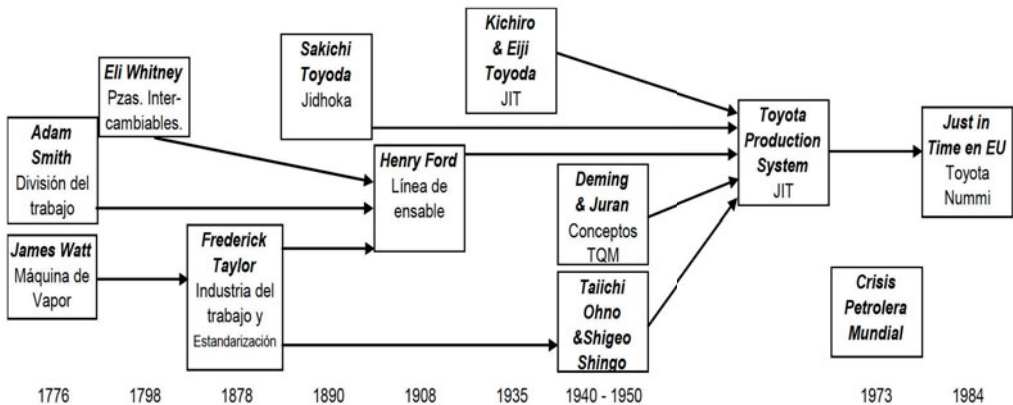 Adam
Smith
División del
trabajo
James Watt
Máquina de
Vapor
Eli Whitney
Pzas. Inter-
cambiables.
Frederick
Taylor
Industria del
trabajo y
Estandarización
Sakichi
Toyoda
Jidhoka
Henry Ford
Línea de
ensable
Kichiro
& Eiji
Toyoda
JIT
Deming
& Juran
Conceptos
TQM
Taiichi
Ohno
&Shigeo
Shingo
Toyota
Production
System
JIT
Crisis
Petrolera
Mundial
Just in
Time en EU
Toyota
Nummi
1776 1798 1878 1890 1908 1935 1940 - 1950 1973 1984